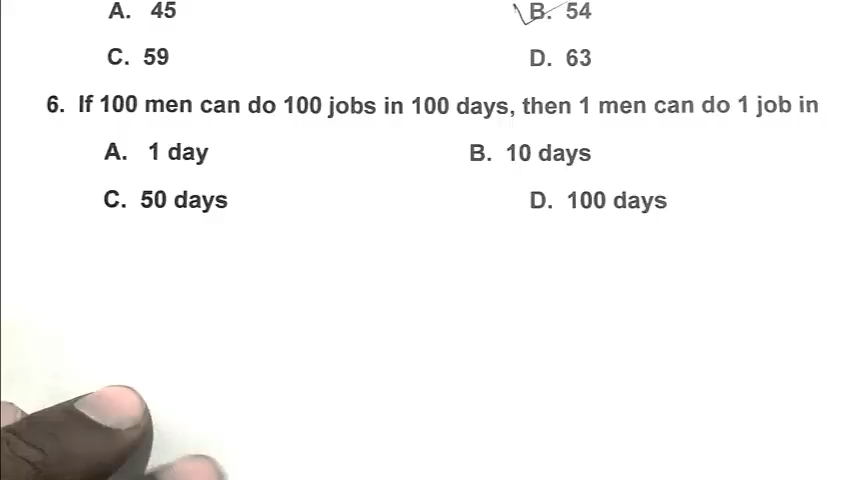 A. 45 B. 54
C. 59 D. 63
6. If 100 men can do 100 jobs in 100 days, then 1 men can do 1 job in
A. 1 day B. 10 days
C. 50 days D. 100 days